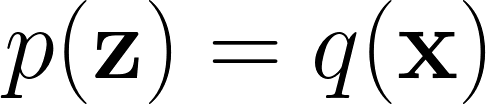 p(𝐳) = q(𝐱)